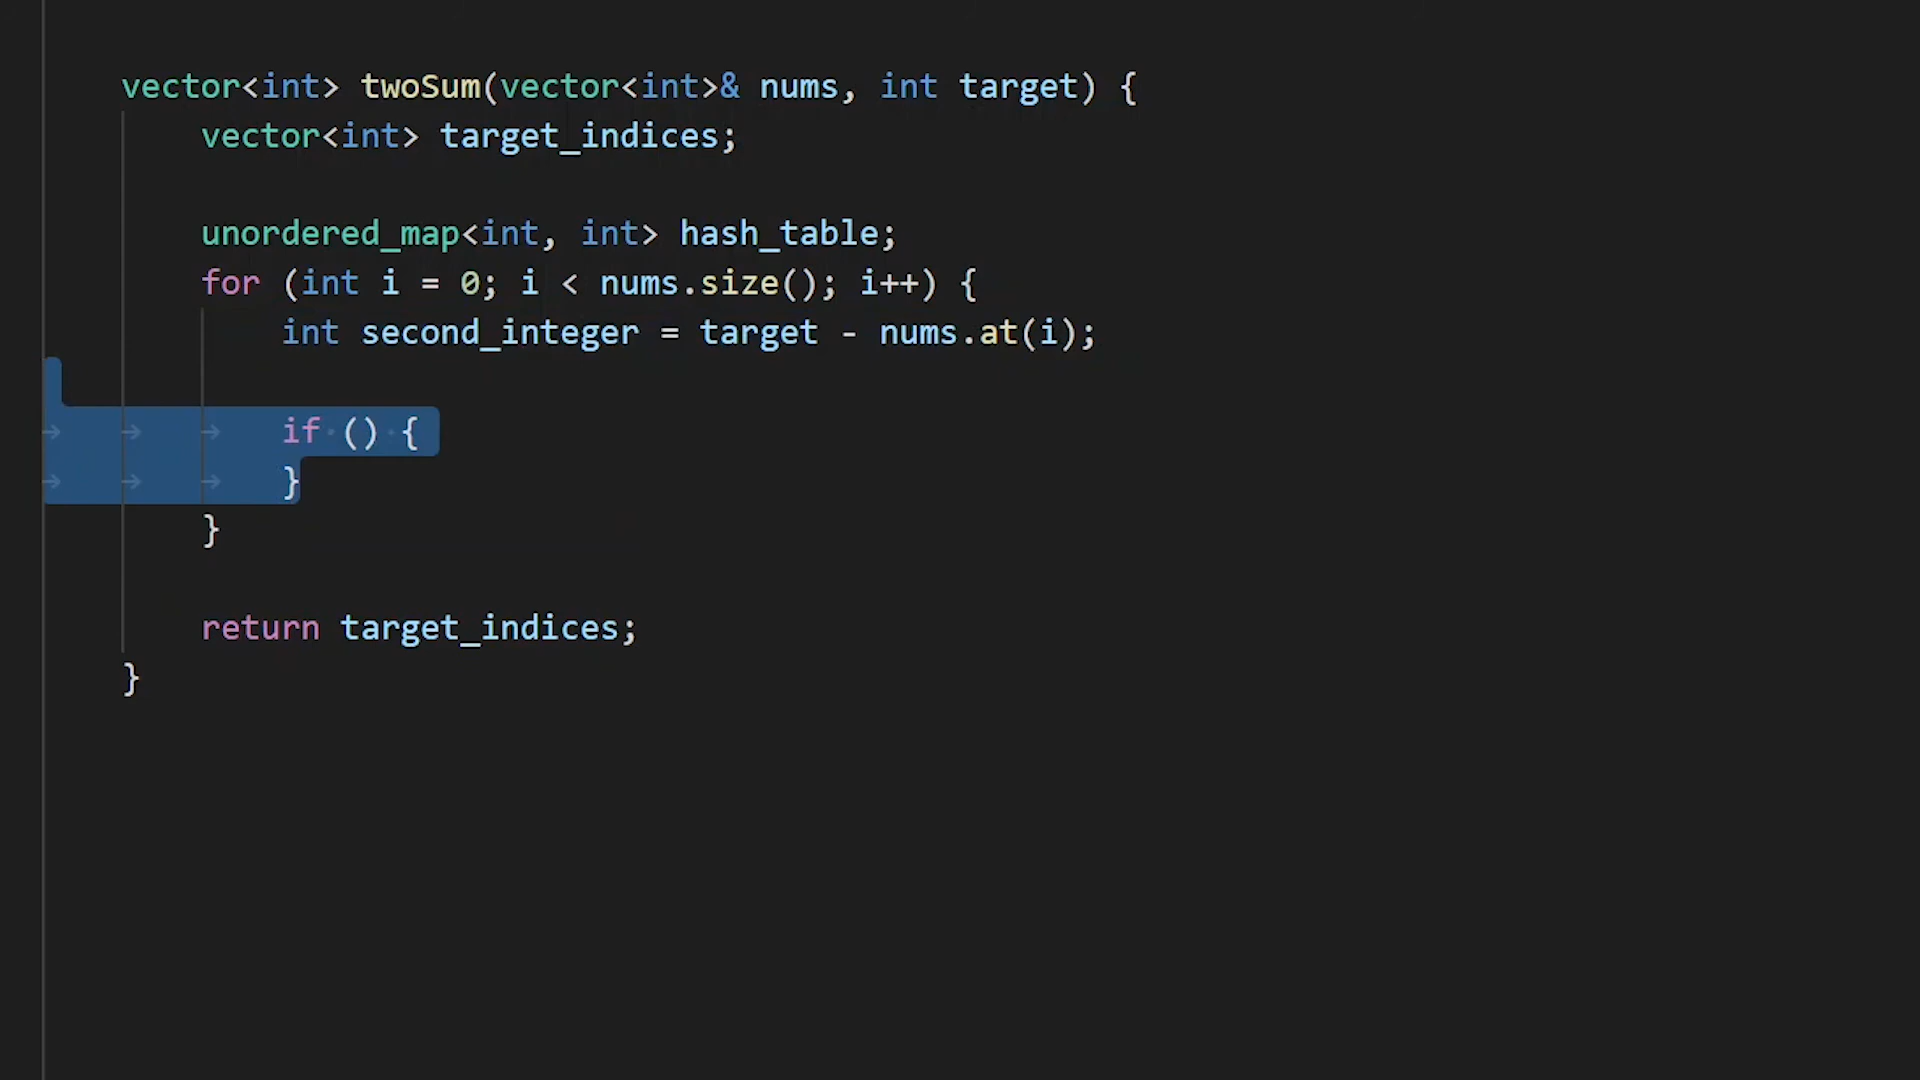 vector<int> twoSum(vector<int>& nums, int target) {
    vector<int> target_indices;

    unordered_map<int, int> hash_table;
    for (int i = 0; i < nums.size(); i++) {
        int second_integer = target - nums.at(i);

        if () {
        }
    }

    return target_indices;
}